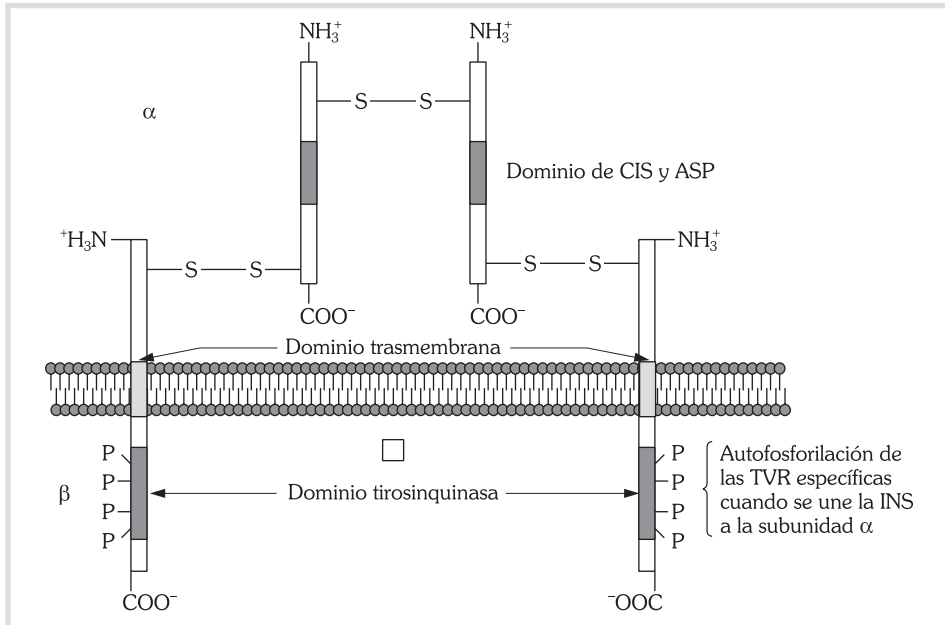 NH₃⁺ NH₃⁺
S S
α
Dominio de CIS y ASP
⁺H₃N NH₃⁺
S S S S
COO⁻ COO⁻
Dominio trasmembrana
P P
P P
β Dominio tirosinquinasa
P P
P P
Autofosforilación de
las TVR específicas
cuando se une la INS
a la subunidad α
COO⁻ ⁻OOC